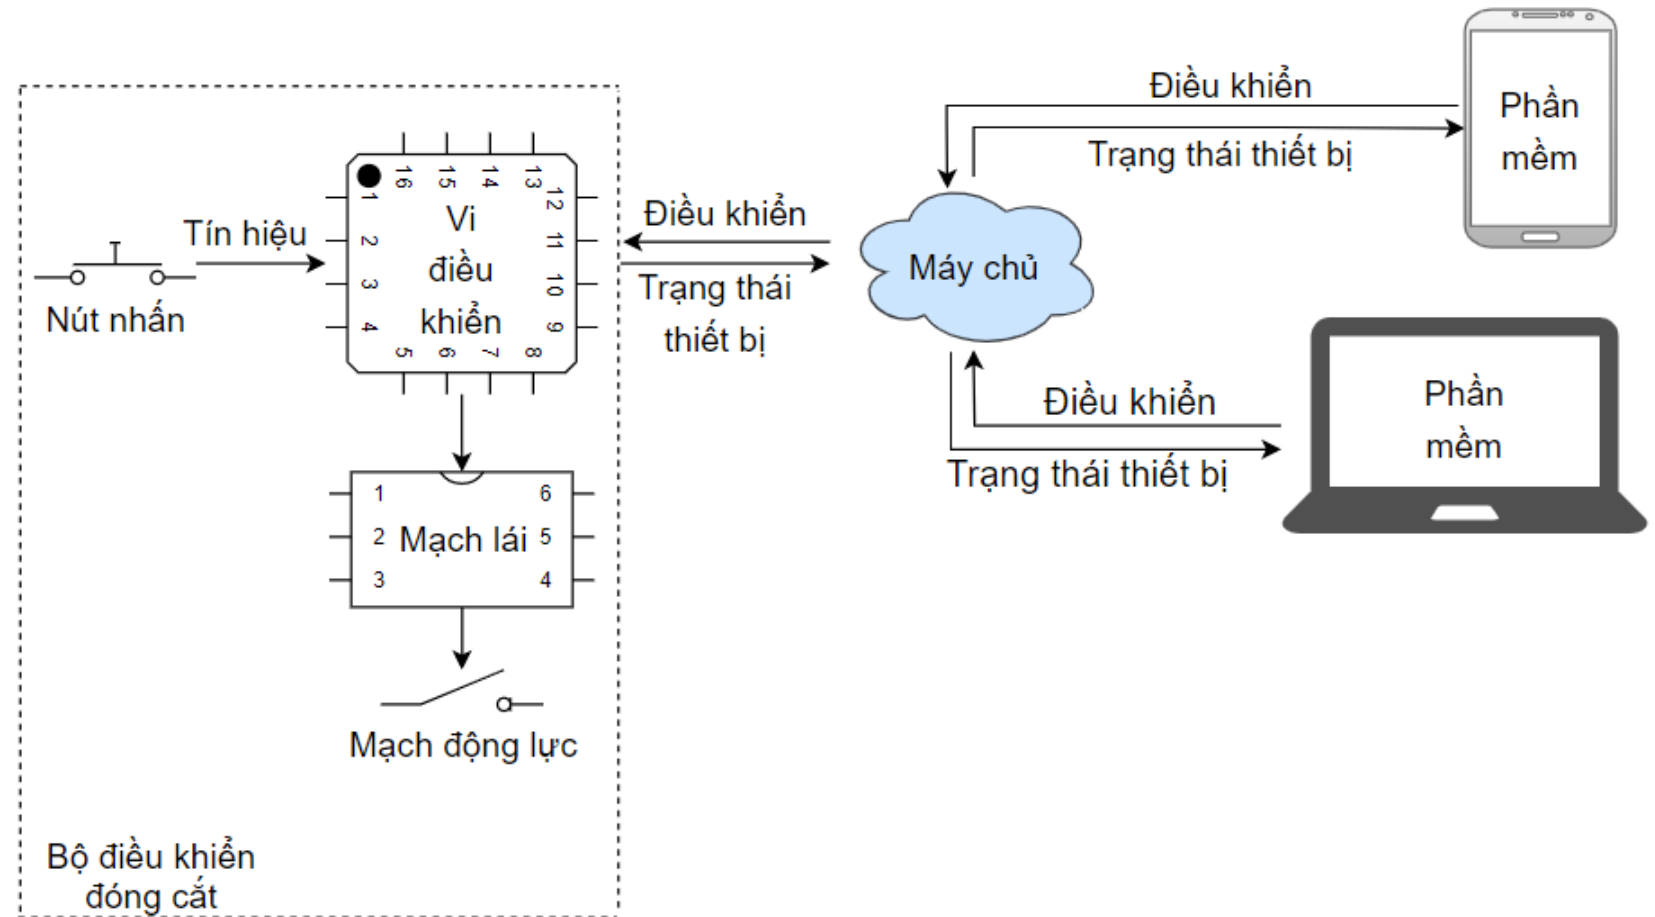 Điều khiển
Trạng thái thiết bị
Phần
mềm
16 15 14 13
1 2 3 4
12 11 10 9
5 6 7 8
Vi
điều
khiển
Tín hiệu
Nút nhấn
Điều khiển
Trạng thái
thiết bị
Máy chủ
Điều khiển
Trạng thái thiết bị
Phần
mềm
1 6
2 Mạch lái 5
3 4
Mạch động lực
Bộ điều khiển
đóng cắt